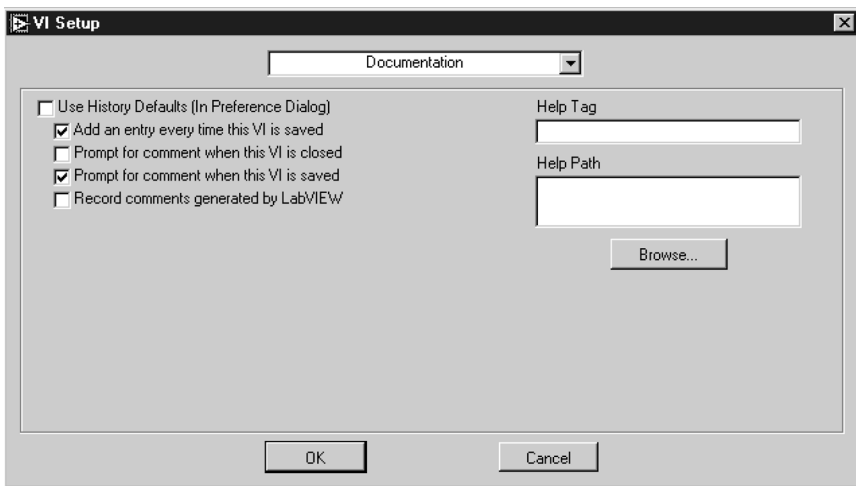 VI Setup
Documentation
Use History Defaults (In Preference Dialog)
Add an entry every time this VI is saved
Prompt for comment when this VI is closed
Prompt for comment when this VI is saved
Record comments generated by LabVIEW
Help Tag
Help Path
Browse...
OK
Cancel